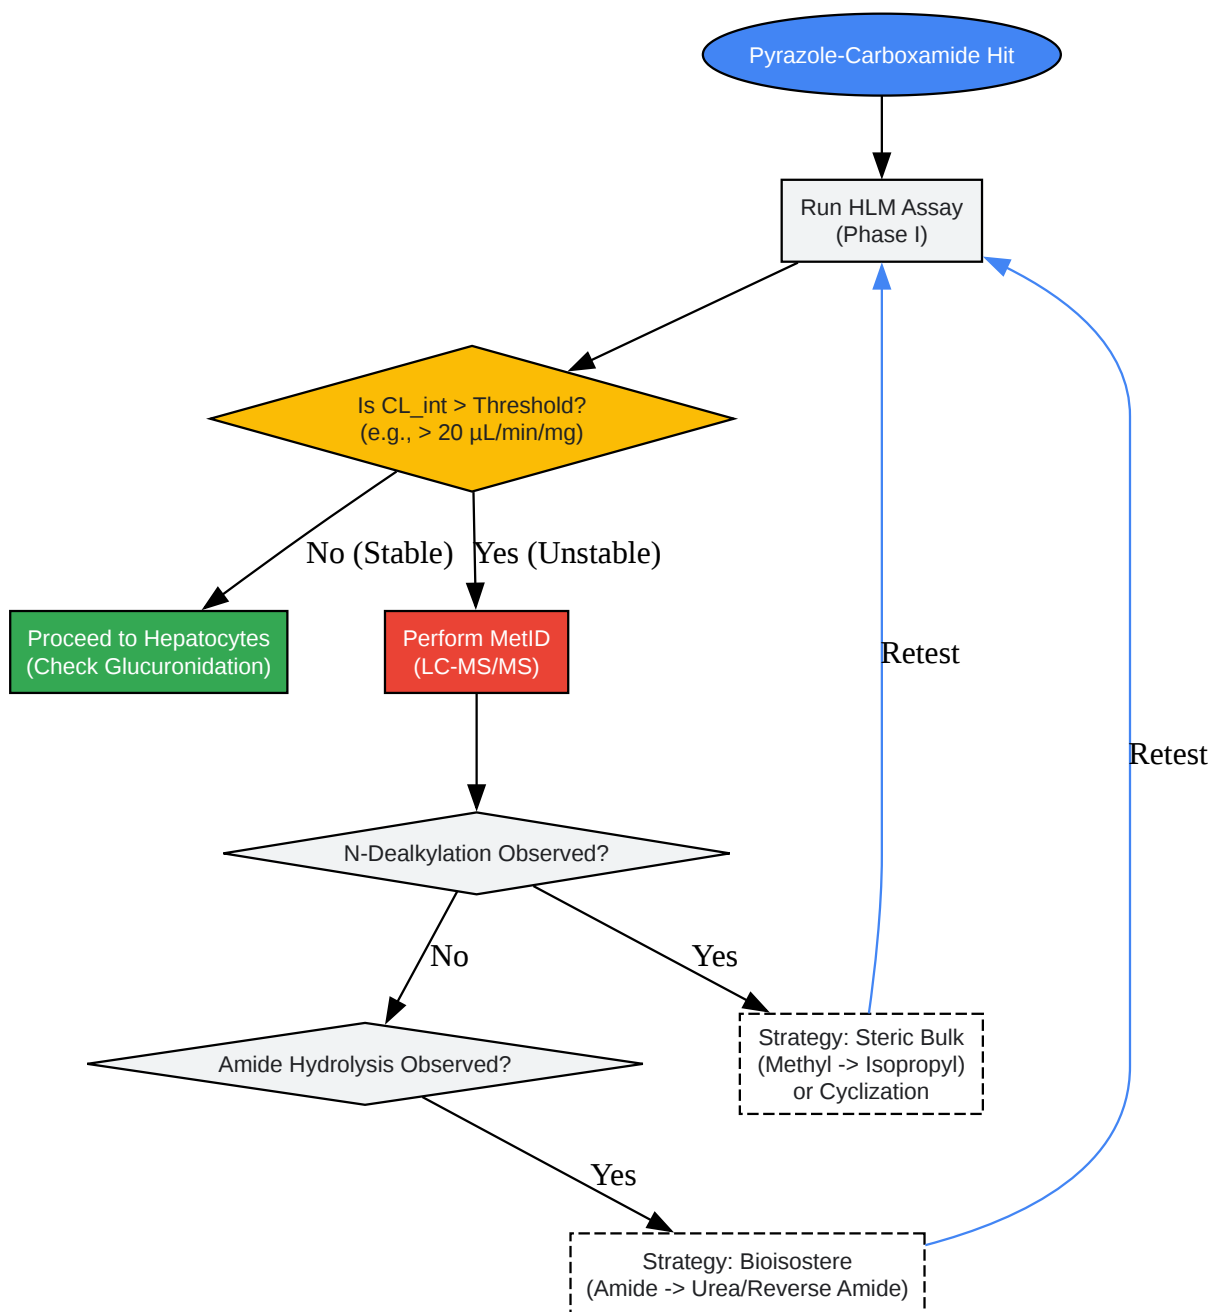 Pyrazole-Carboxamide Hit
Run HLM Assay
(Phase I)
Is CL_int > Threshold?
(e.g., > 20 µL/min/mg)
No (Stable)
Yes (Unstable)
Proceed to Hepatocytes
(Check Glucuronidation)
Perform MetID
(LC-MS/MS)
Retest
Retest
N-Dealkylation Observed?
No
Yes
Strategy: Steric Bulk
(Methyl -> Isopropyl)
or Cyclization
Amide Hydrolysis Observed?
Yes
Strategy: Bioisostere
(Amide -> Urea/Reverse Amide)